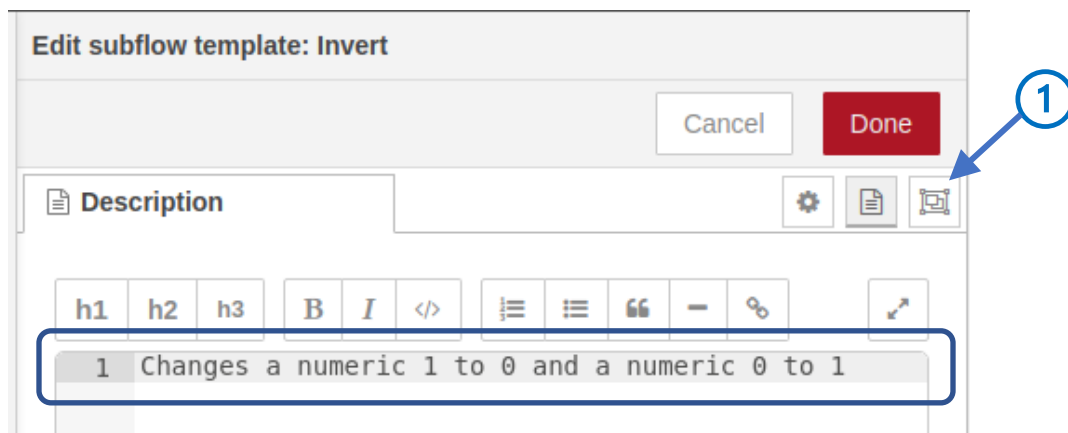 Edit subflow template: Invert
1
Cancel Done
Description
h1 h2 h3 B I </>
1 Changes a numeric 1 to 0 and a numeric 0 to 1